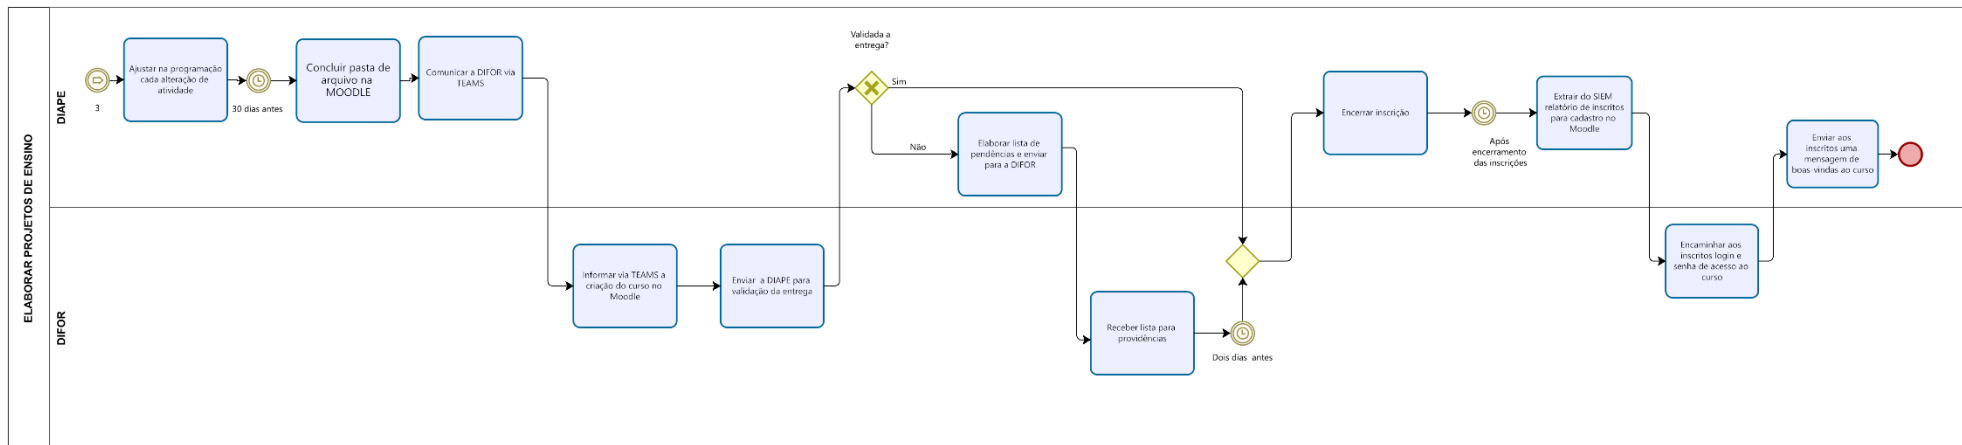 ELABORAR PROJETOS DE ENSINO
DIAPE
3
Ajustar na programação
cada alteração de
atividade
30 dias antes
Concluir pasta de
arquivo na
MOODLE
Comunicar a DIFOR via
TEAMS
Validada a
entrega?
Sim
Não
Elaborar lista de
pendências e enviar
para a DIFOR
Encerrar inscrição
Após
encerramento
das inscrições
Extrair do SIEM
relatório de inscritos
para cadastro no
Moodle
Enviar aos
inscritos uma
mensagem de
boas-vindas ao curso
DIFOR
Informar via TEAMS a
criação do curso no
Moodle
Enviar a DIAPE para
validação da entrega
Receber lista para
providências
Dois dias antes
Encaminhar aos
inscritos login e
senha de acesso ao
curso